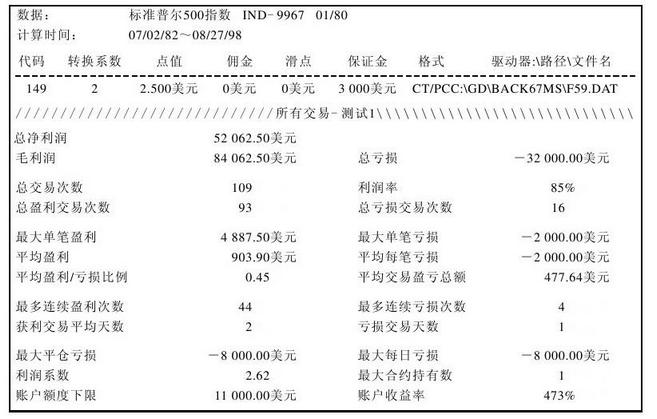 数据: 标准普尔500指数 IND-9967 01/80
计算时间: 07/02/82～08/27/98
代码 转换系数 点值 佣金 滑点 保证金 格式 驱动器:\路径\文件名
149 2 2.500美元 0美元 0美元 3 000美元 CT/PCC:\GD\BACK67MS\F59.DAT
/////////////////////////////所有交易-测试1\\\\\\\\\\\\\\\\\\\\\\\\\\\\\
总净利润 52 062.50美元
毛利润 84 062.50美元 总亏损 -32 000.00美元
总交易次数 109 利润率 85%
总盈利交易次数 93 总亏损交易次数 16
最大单笔盈利 4 887.50美元 最大单笔亏损 -2 000.00美元
平均盈利 903.90美元 平均每笔亏损 -2 000.00美元
平均盈利/亏损比例 0.45 平均交易盈亏总额 477.64美元
最多连续盈利次数 44 最多连续亏损次数 4
获利交易平均天数 2 亏损交易天数 1
最大平仓亏损 -8 000.00美元 最大每日亏损 -8 000.00美元
利润系数 2.62 最大合约持有数 1
账户额度下限 11 000.00美元 账户收益率 473%